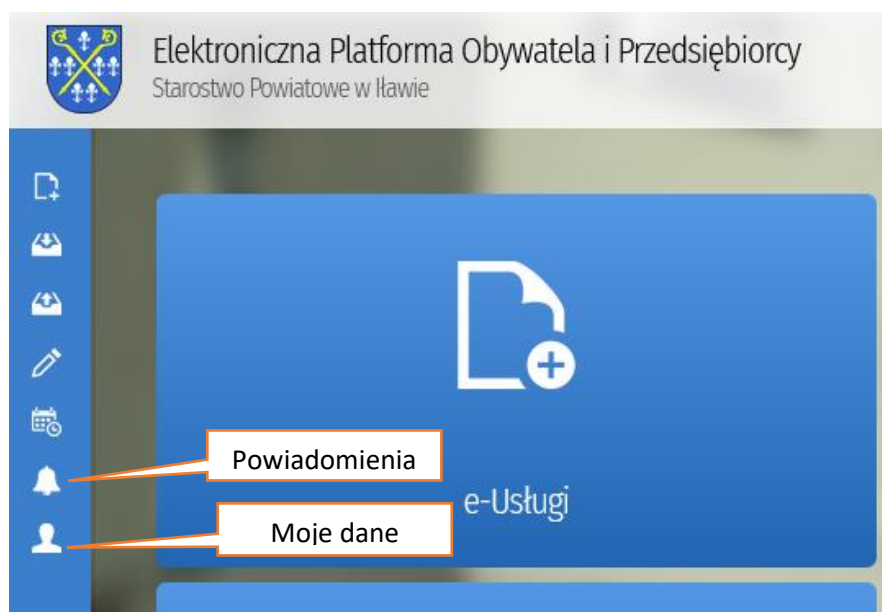 Elektroniczna Platforma Obywatela i Przedsiębiorcy
Starostwo Powiatowe w Iławie
Powiadomienia
e-Usługi
Moje dane